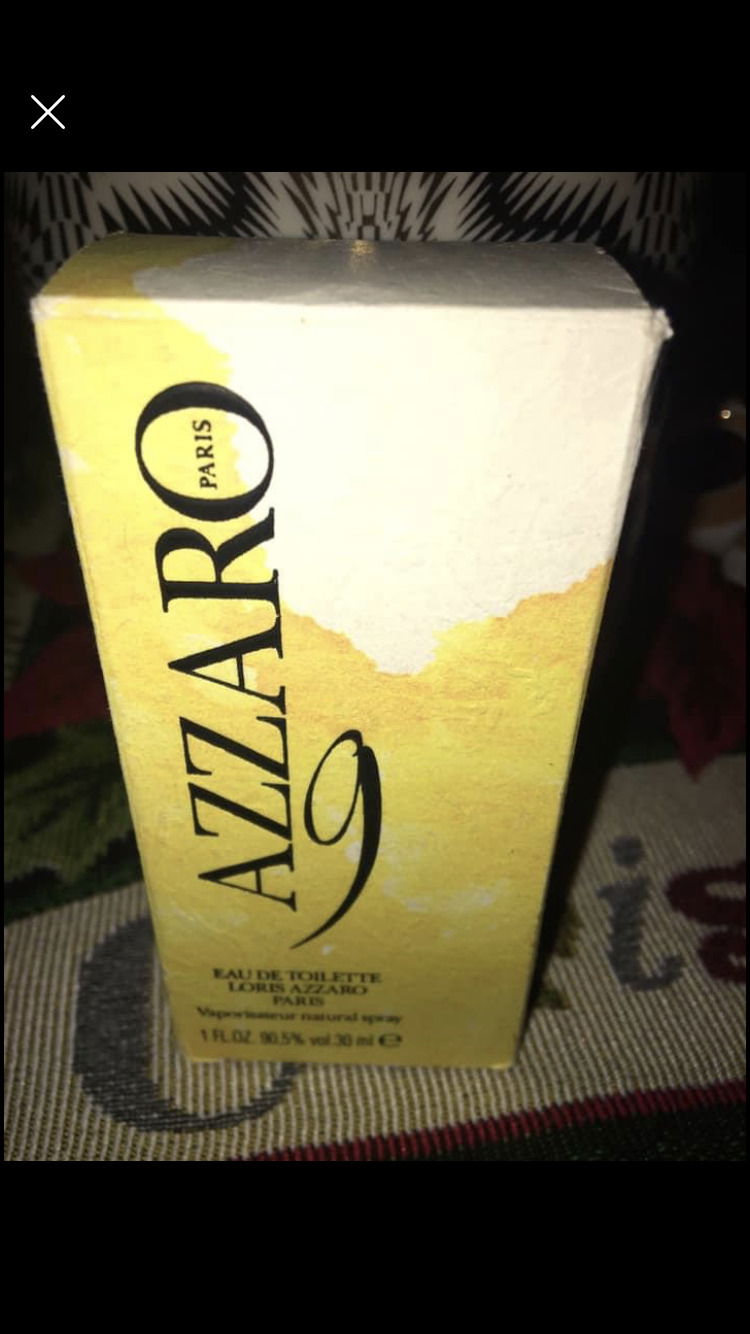 AZZARO
PARIS
9
EAU DE TOILETTE
LORIS AZZARO
PARIS
Vaporisateur natural spray
1 FL.OZ. 90.5% vol. 30 ml ℮